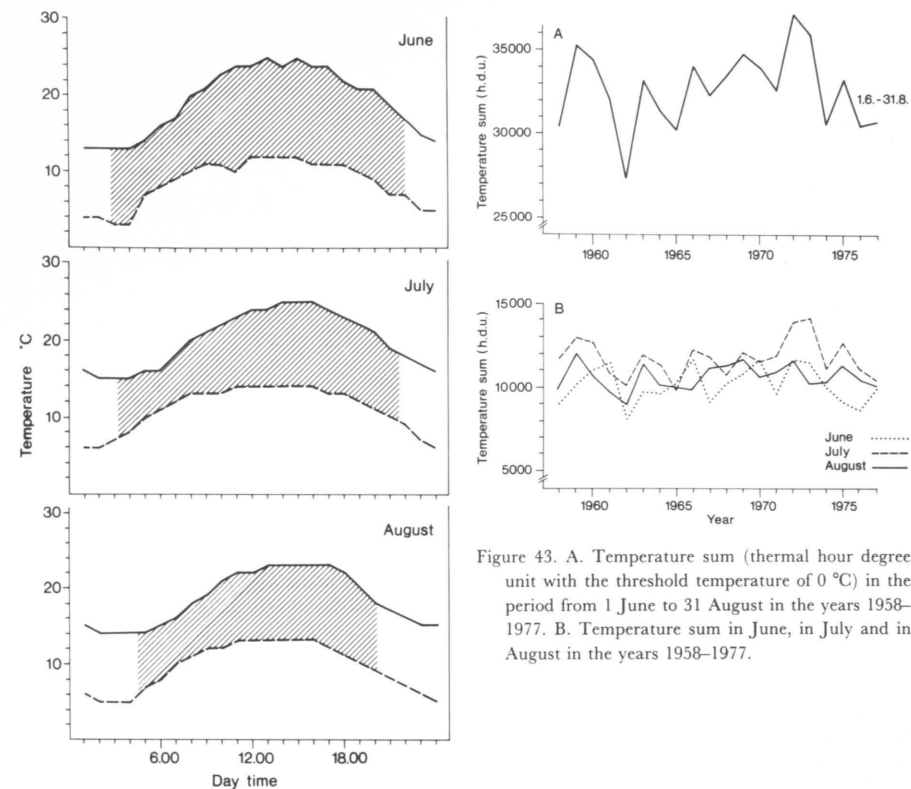 30
June
20
10
30
July
20
10
30
August
20
10
Temperature °C
6.00 12.00 18.00
Day time
A
35000
30000
25000
Temperature sum (h.d.u.)
1.6.-31.8.
1960 1965 1970 1975
B
15000
10000
5000
Temperature sum (h.d.u.)
June
July
August
1960 1965 1970 1975
Year
Figure 43. A. Temperature sum (thermal hour degree
unit with the threshold temperature of 0 °C) in the
period from 1 June to 31 August in the years 1958–
1977. B. Temperature sum in June, in July and in
August in the years 1958–1977.